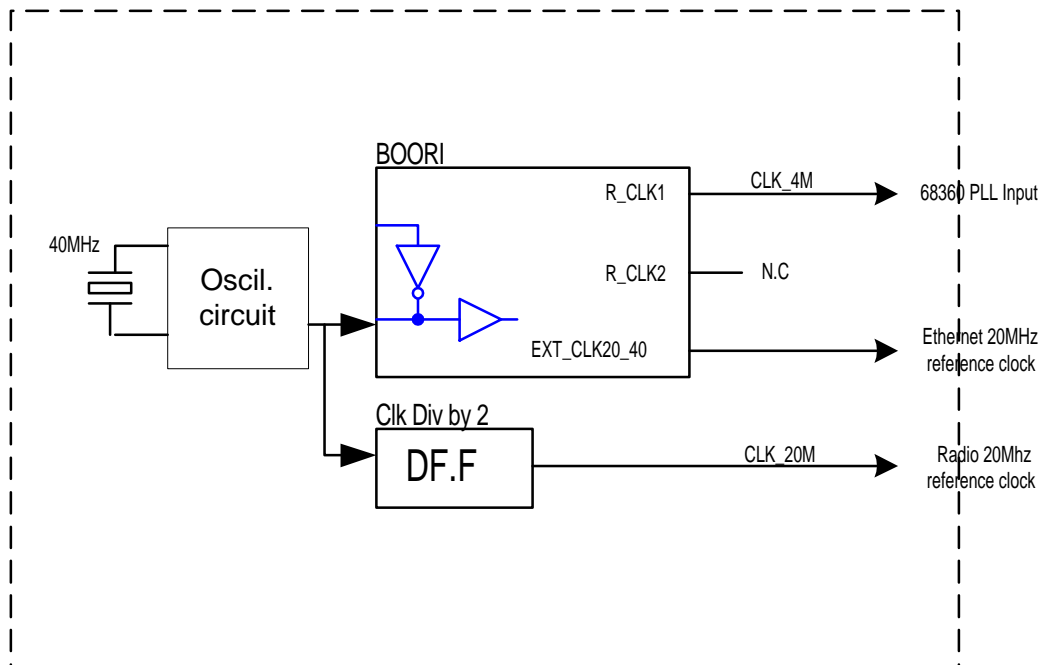 BOORI
R_CLK1
CLK_4M
68360 PLL Input
40MHz
Oscil.
circuit
R_CLK2
N.C
EXT_CLK20_40
Ethernet 20MHz
reference clock
Clk Div by 2
DF.F
CLK_20M
Radio 20Mhz
reference clock